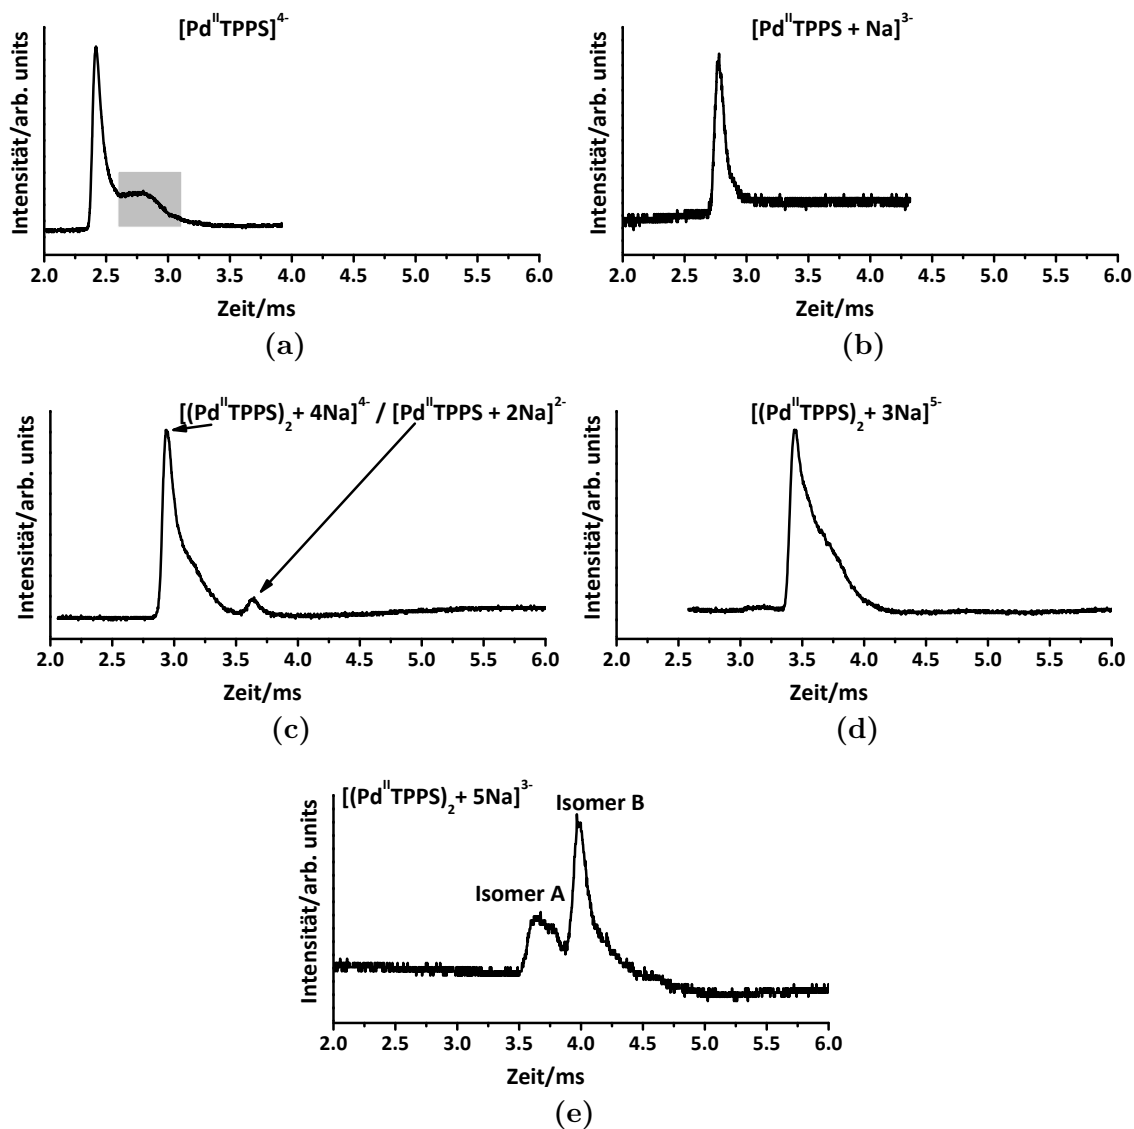 [Pd^II TPPS]^4-
Intensität/arb. units
2.0 2.5 3.0 3.5 4.0 4.5 5.0 5.5 6.0
Zeit/ms
(a)
[Pd^II TPPS + Na]^3-
Intensität/arb. units
2.0 2.5 3.0 3.5 4.0 4.5 5.0 5.5 6.0
Zeit/ms
(b)
[(Pd^II TPPS)_2 + 4Na]^4- / [Pd^II TPPS + 2Na]^2-
Intensität/arb. units
2.0 2.5 3.0 3.5 4.0 4.5 5.0 5.5 6.0
Zeit/ms
(c)
[(Pd^II TPPS)_2 + 3Na]^5-
Intensität/arb. units
2.0 2.5 3.0 3.5 4.0 4.5 5.0 5.5 6.0
Zeit/ms
(d)
[(Pd^II TPPS)_2 + 5Na]^3-
Isomer B
Isomer A
Intensität/arb. units
2.0 2.5 3.0 3.5 4.0 4.5 5.0 5.5 6.0
Zeit/ms
(e)